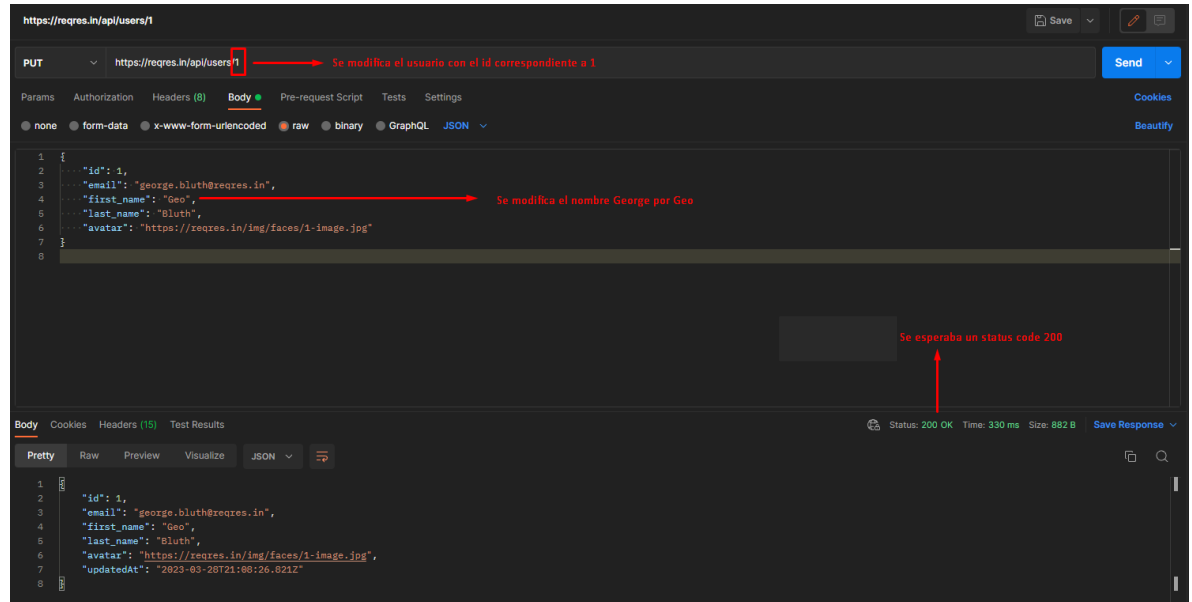 https://reqres.in/api/users/1
Save
PUT
https://reqres.in/api/users/1
Se modifica el usuario con el id correspondiente a 1
Send
Params Authorization Headers (8) Body Pre-request Script Tests Settings
Cookies
none form-data x-www-form-urlencoded raw binary GraphQL JSON
Beautify
1 {
2 "id": 1,
3 "email": "george.bluth@reqres.in",
4 "first_name": "Geo",
Se modifica el nombre George por Geo
5 "last_name": "Bluth",
6 "avatar": "https://reqres.in/img/faces/1-image.jpg"
7 }
8
Se esperaba un status code 200
Body Cookies Headers (15) Test Results
Status: 200 OK Time: 330 ms Size: 882 B Save Response
Pretty Raw Preview Visualize JSON
1 {
2 "id": 1,
3 "email": "george.bluth@reqres.in",
4 "first_name": "Geo",
5 "last_name": "Bluth",
6 "avatar": "https://reqres.in/img/faces/1-image.jpg",
7 "updatedAt": "2023-03-28T21:08:26.821Z"
8 }